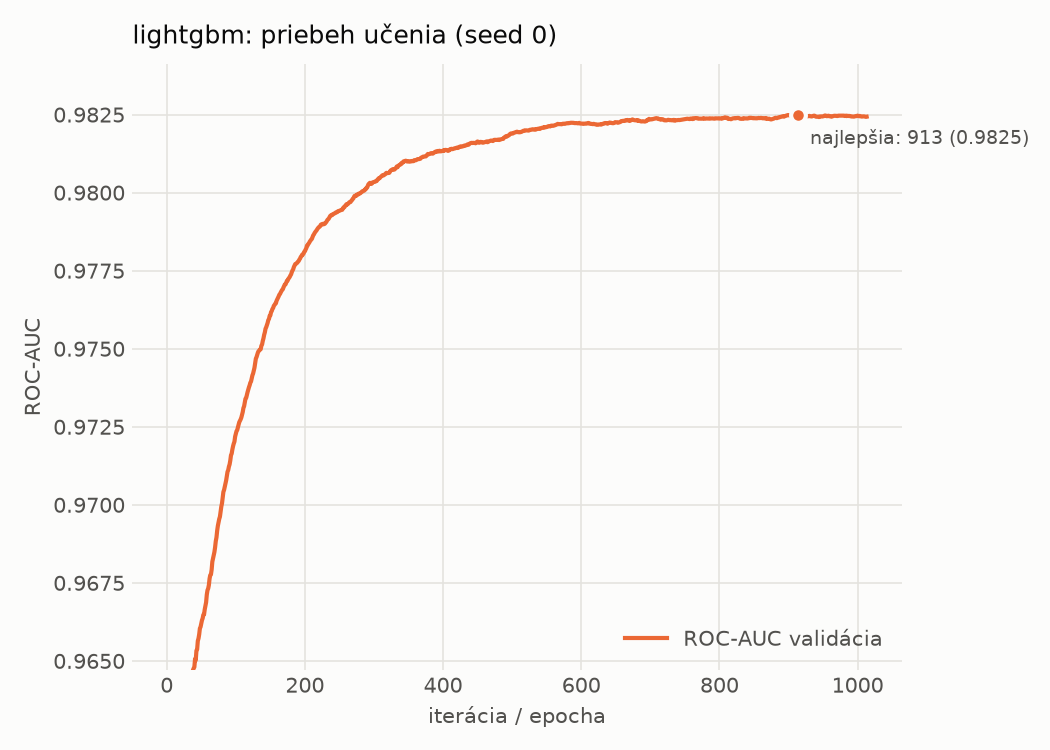 lightgbm: priebeh učenia (seed 0)
ROC-AUC
0.9825
0.9800
0.9775
0.9750
0.9725
0.9700
0.9675
0.9650
najlepšia: 913 (0.9825)
ROC-AUC validácia
0 200 400 600 800 1000
iterácia / epocha